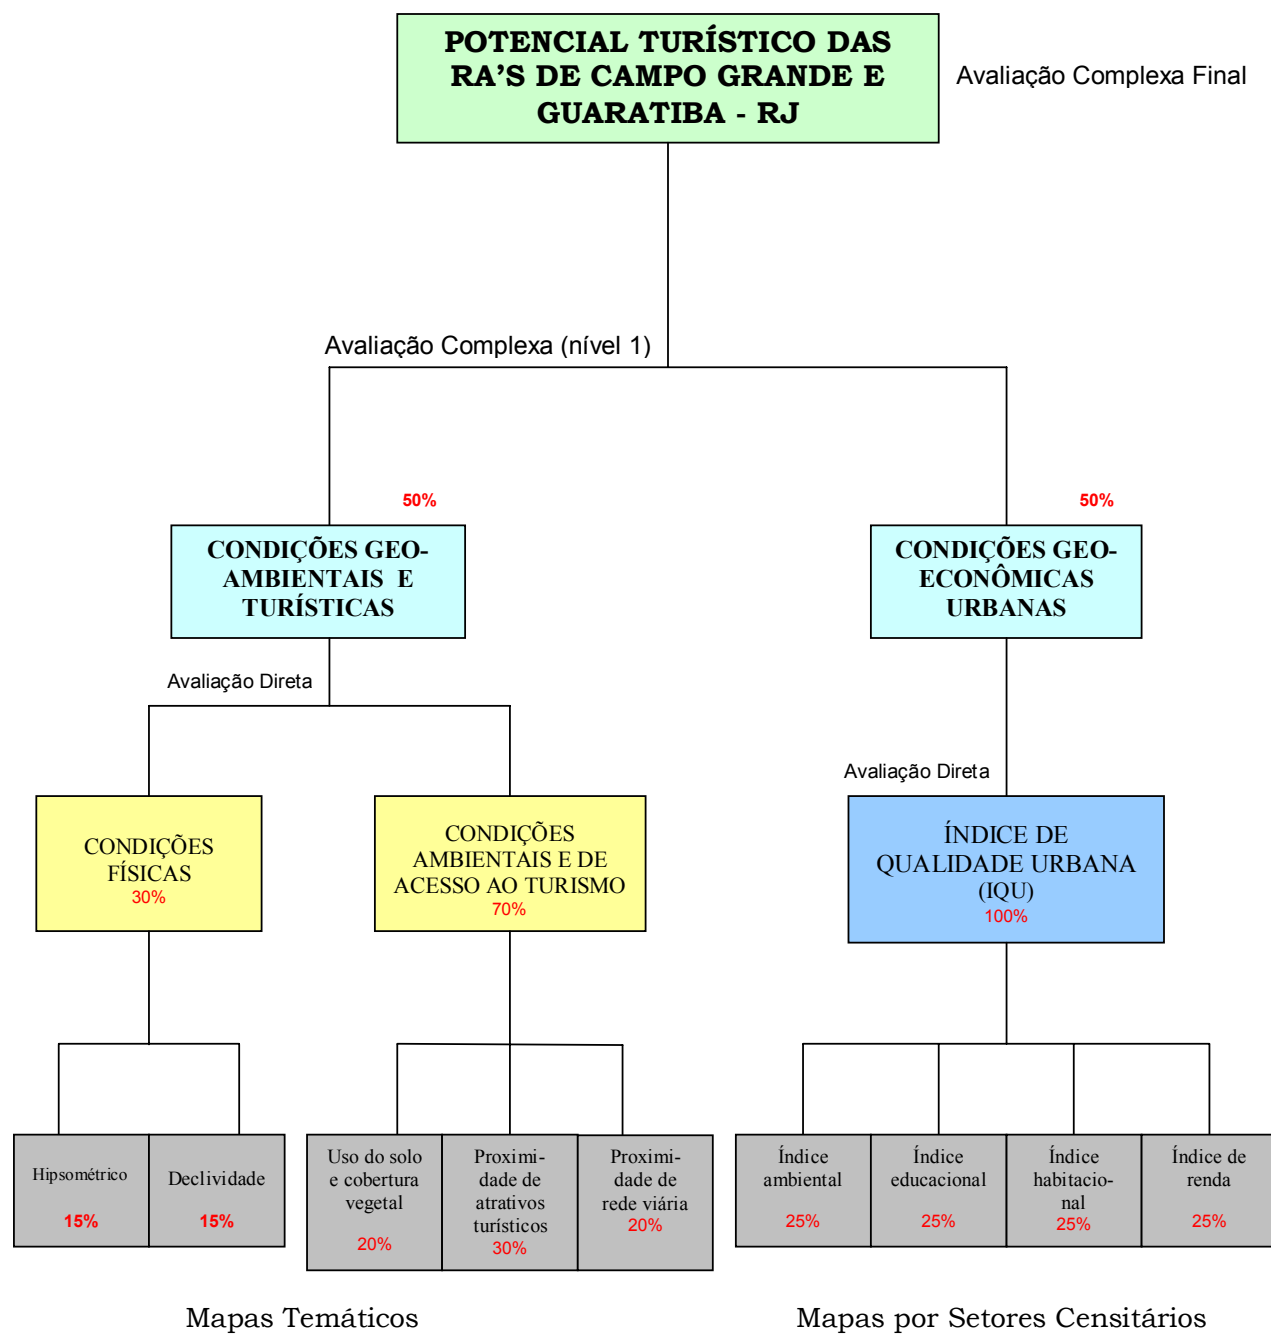 POTENCIAL TURÍSTICO DAS
RA'S DE CAMPO GRANDE E
GUARATIBA - RJ
Avaliação Complexa Final
Avaliação Complexa (nível 1)
50%
CONDIÇÕES GEO-
AMBIENTAIS E
TURÍSTICAS
50%
CONDIÇÕES GEO-
ECONÔMICAS
URBANAS
Avaliação Direta
CONDIÇÕES
FÍSICAS
30%
CONDIÇÕES
AMBIENTAIS E DE
ACESSO AO TURISMO
70%
Avaliação Direta
ÍNDICE DE
QUALIDADE URBANA
(IQU)
100%
Hipsométrico
15%
Declividade
15%
Uso do solo
e cobertura
vegetal
20%
Proximi-
dade de
atrativos
turísticos
30%
Proximi-
dade de
rede viária
20%
Índice
ambiental
25%
Índice
educacional
25%
Índice
habitacio-
nal
25%
Índice de
renda
25%
Mapas Temáticos
Mapas por Setores Censitários